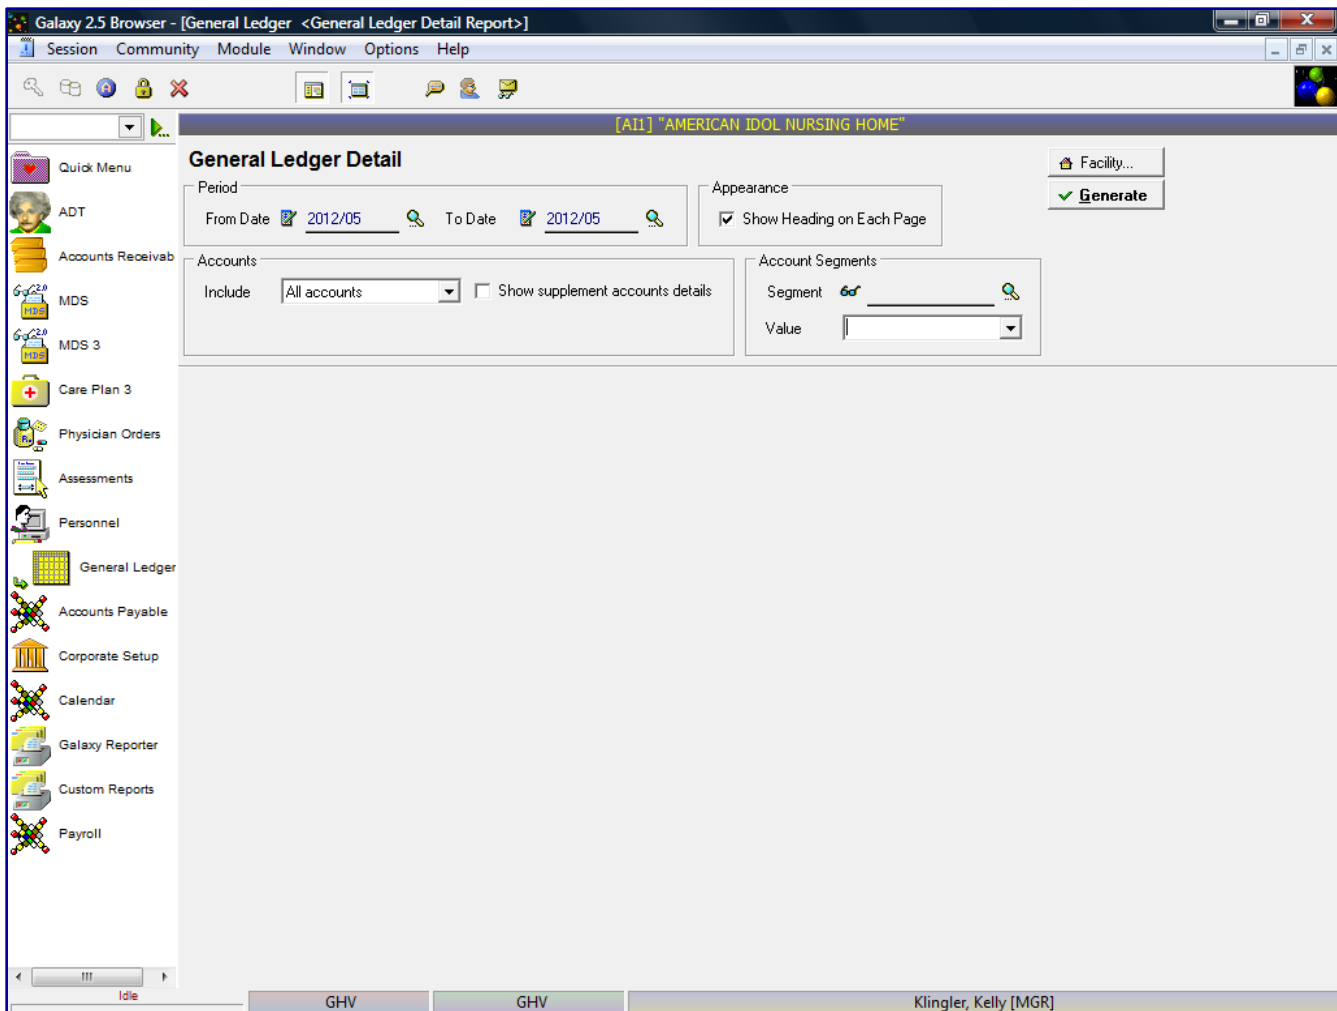 Galaxy 2.5 Browser - [General Ledger <General Ledger Detail Report>]
Session Community Module Window Options Help
[AI1] "AMERICAN IDOL NURSING HOME"
General Ledger Detail
Facility...
Generate
Period
From Date 2012/05 To Date 2012/05
Appearance
Show Heading on Each Page
Accounts
Include All accounts Show supplement accounts details
Account Segments
Segment
Value
Quick Menu
ADT
Accounts Receivab
MDS
MDS 3
Care Plan 3
Physician Orders
Assessments
Personnel
General Ledger
Accounts Payable
Corporate Setup
Calendar
Galaxy Reporter
Custom Reports
Payroll
Idle
GHV GHV Klingler, Kelly [MGR]